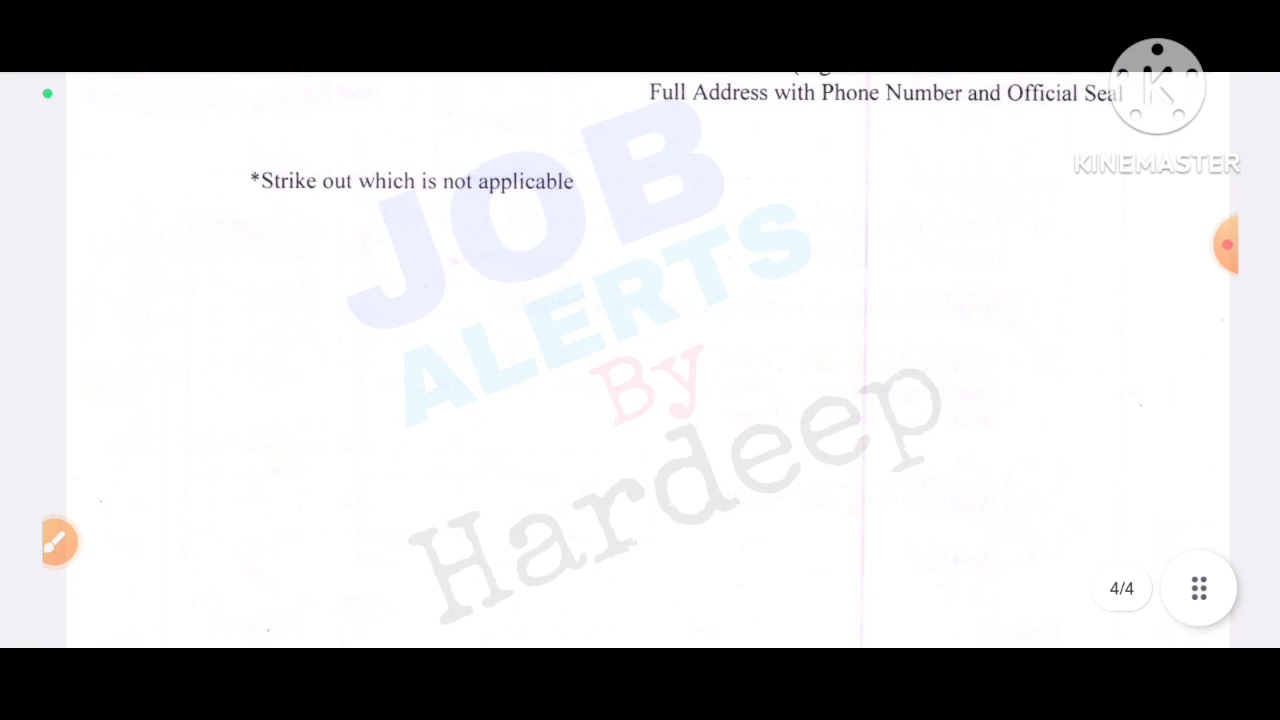 Full Address with Phone Number and Official Seal
KINEMASTER
*Strike out which is not applicable
JOB
ALERTS
By
Hardeep
4/4